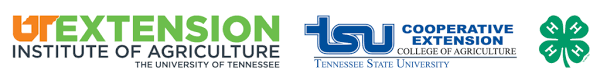 UTEXTENSION
INSTITUTE OF AGRICULTURE
THE UNIVERSITY OF TENNESSEE
tsu
COOPERATIVE
EXTENSION
COLLEGE OF AGRICULTURE
TENNESSEE STATE UNIVERSITY
H H
H H